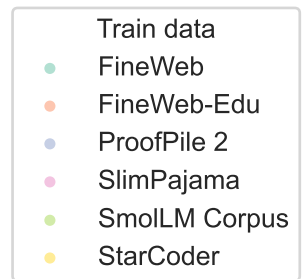 Train data
FineWeb
FineWeb-Edu
ProofPile 2
SlimPajama
SmolLM Corpus
StarCoder